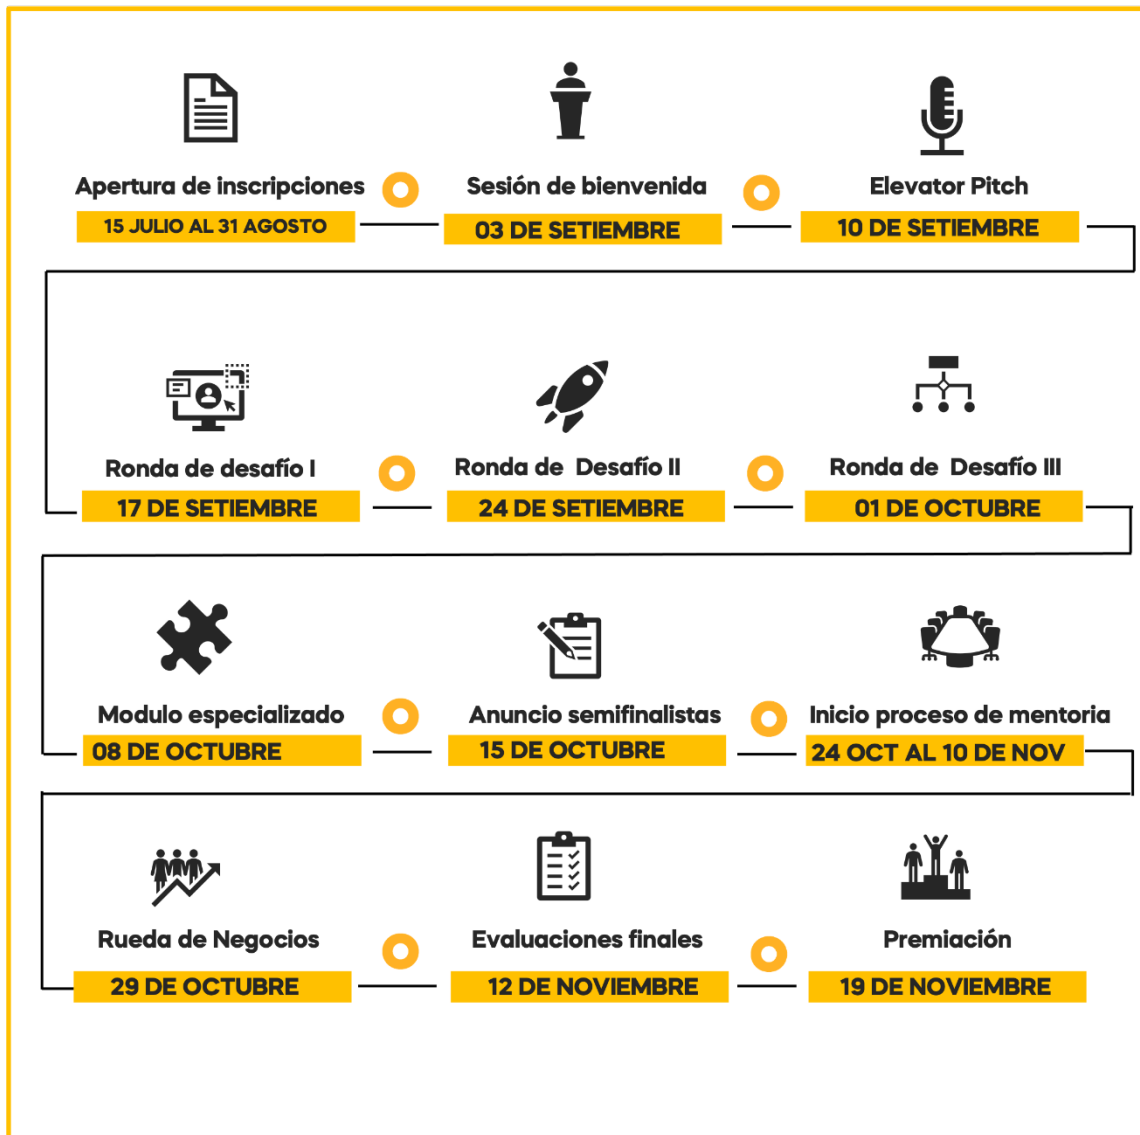 Apertura de inscripciones
15 JULIO AL 31 AGOSTO
Sesión de bienvenida
03 DE SETIEMBRE
Elevator Pitch
10 DE SETIEMBRE
Ronda de desafío I
17 DE SETIEMBRE
Ronda de Desafío II
24 DE SETIEMBRE
Ronda de Desafío III
01 DE OCTUBRE
Modulo especializado
08 DE OCTUBRE
Anuncio semifinalistas
15 DE OCTUBRE
Inicio proceso de mentoria
24 OCT AL 10 DE NOV
Rueda de Negocios
29 DE OCTUBRE
Evaluaciones finales
12 DE NOVIEMBRE
Premiación
19 DE NOVIEMBRE